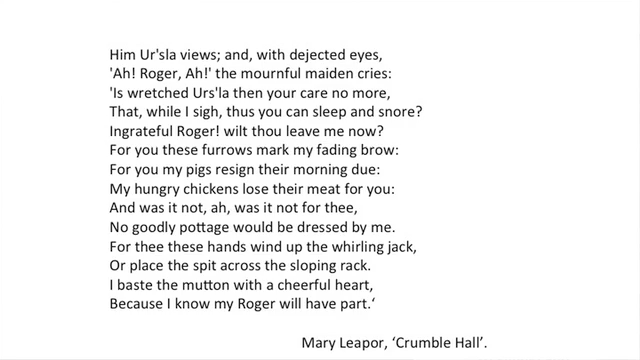 Him Ur'sla views; and, with dejected eyes,
'Ah! Roger, Ah!' the mournful maiden cries:
'Is wretched Urs'la then your care no more,
That, while I sigh, thus you can sleep and snore?
Ingrateful Roger! wilt thou leave me now?
For you these furrows mark my fading brow:
For you my pigs resign their morning due:
My hungry chickens lose their meat for you:
And was it not, ah, was it not for thee,
No goodly pottage would be dressed by me.
For thee these hands wind up the whirling jack,
Or place the spit across the sloping rack.
I baste the mutton with a cheerful heart,
Because I know my Roger will have part.‘
Mary Leapor, ‘Crumble Hall’.